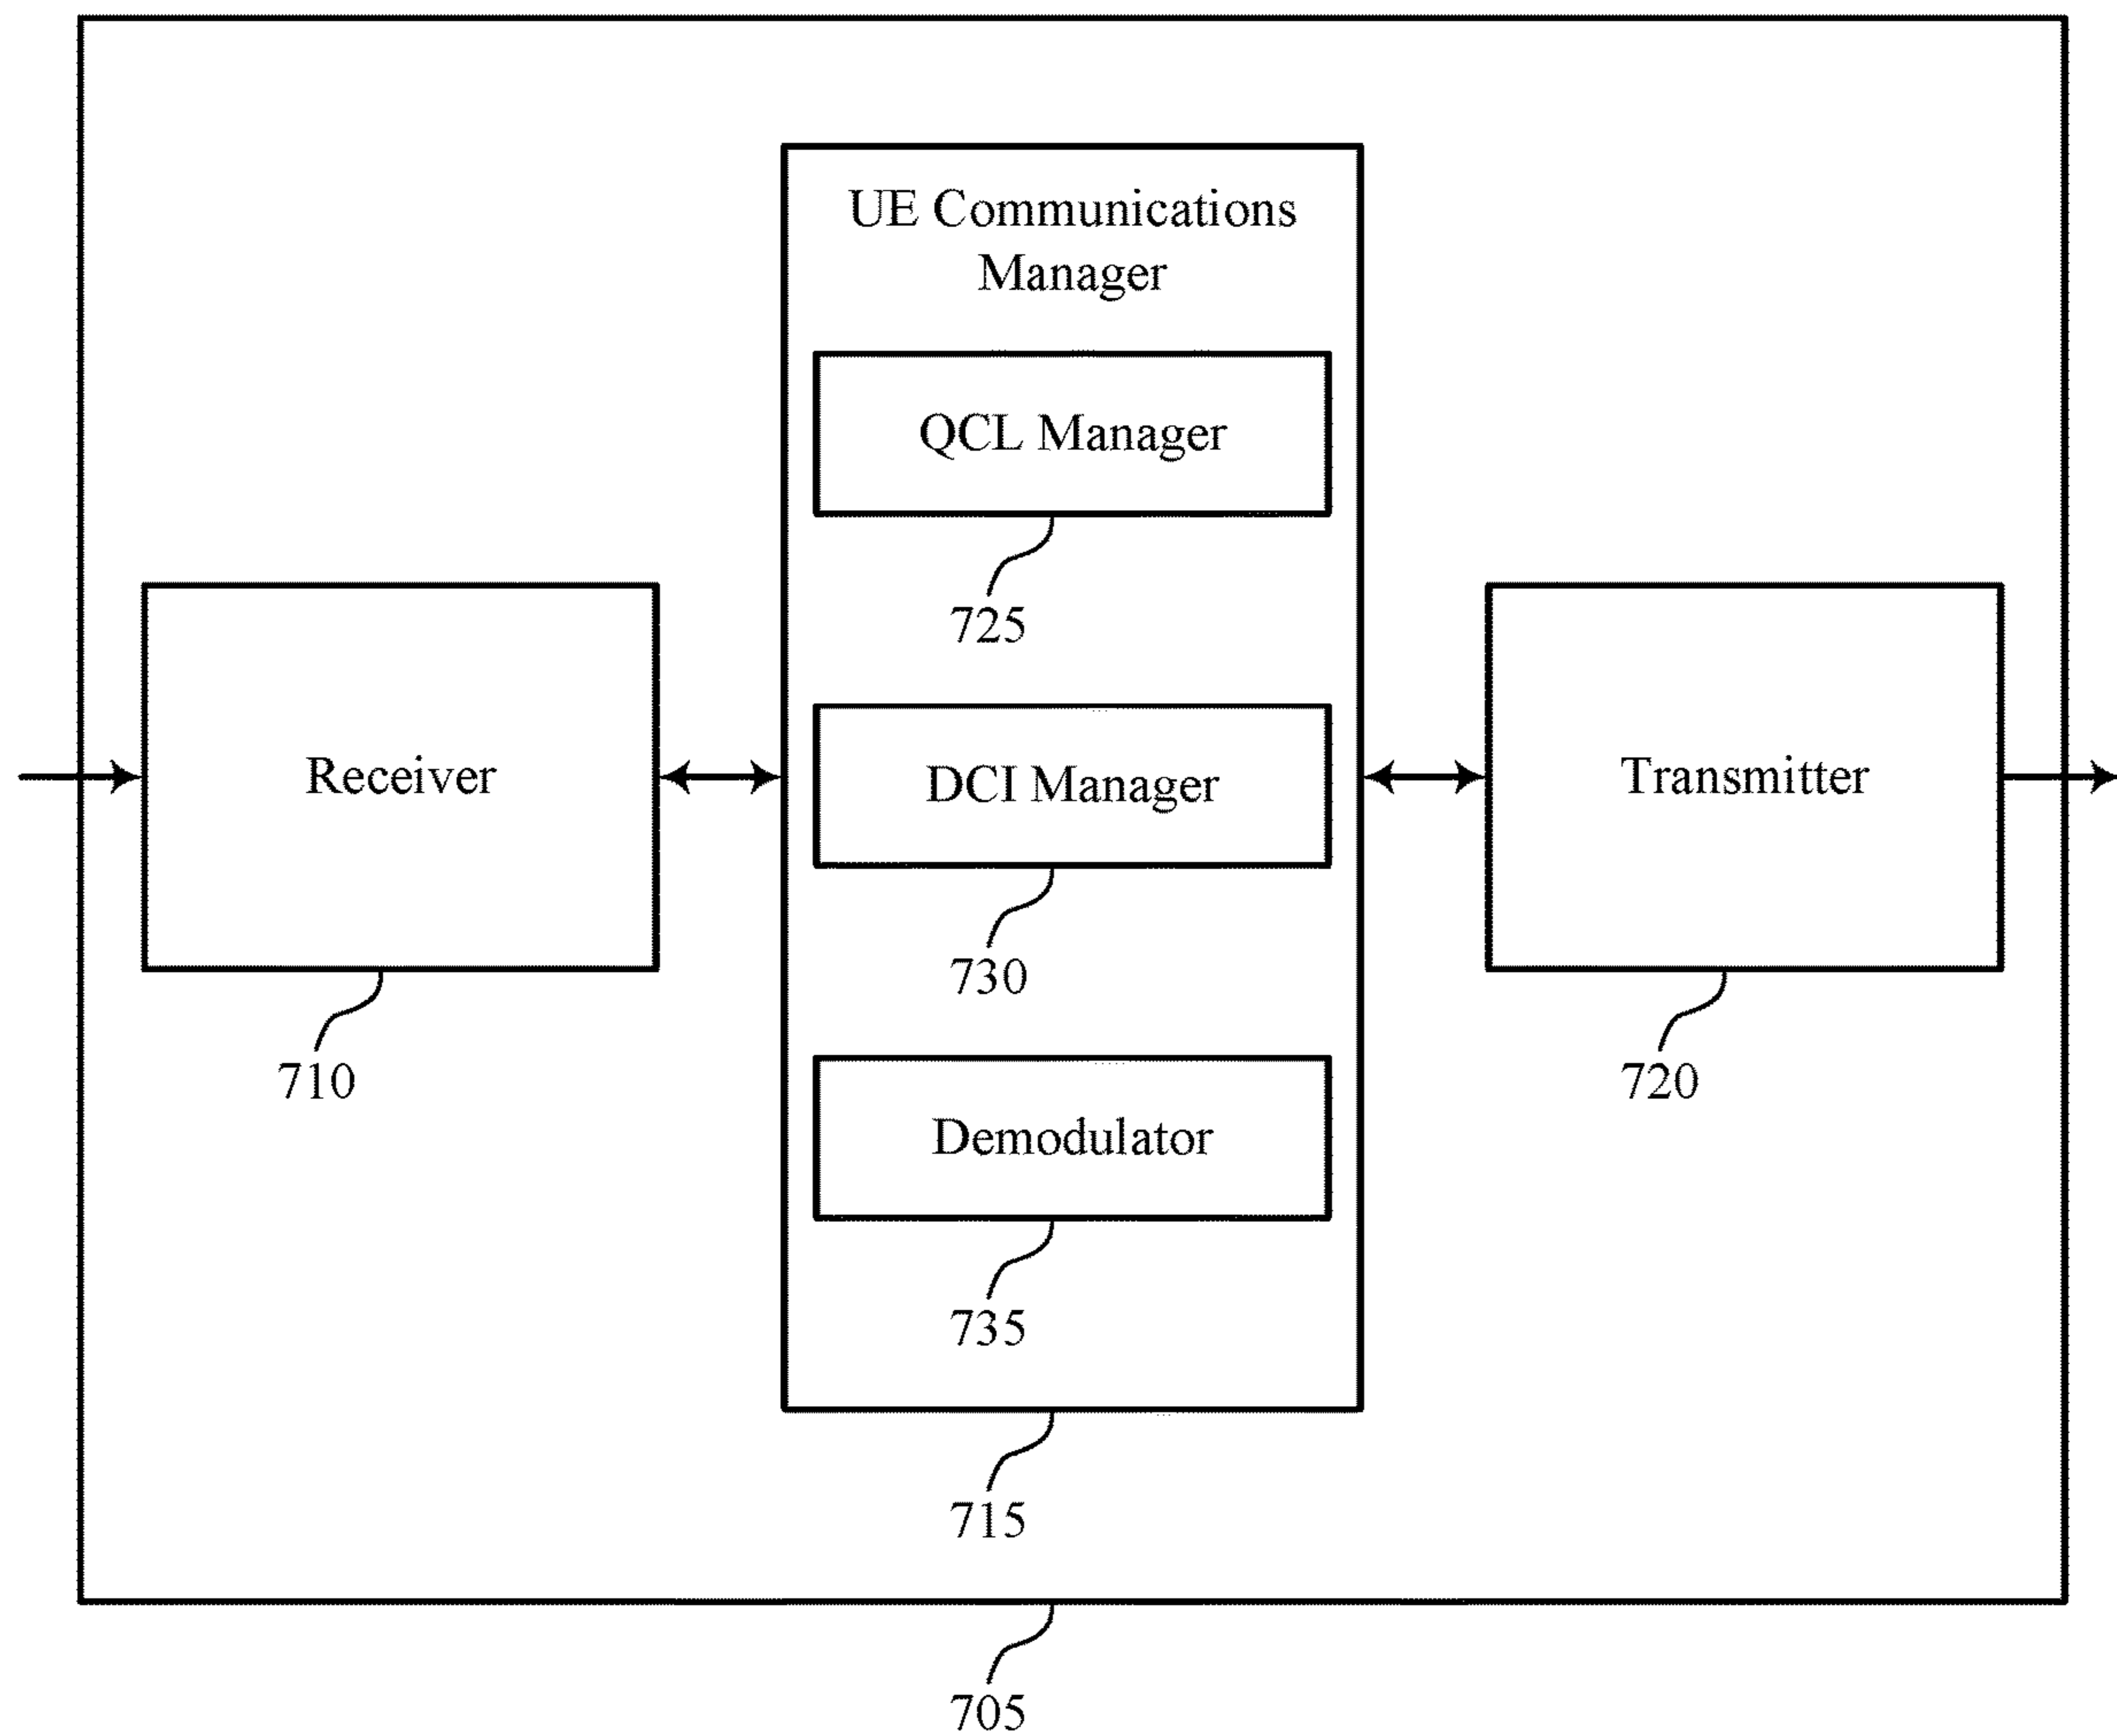 UE Communications
Manager
QCL Manager
725
Receiver
DCI Manager
Transmitter
730
710
720
Demodulator
735
715
705